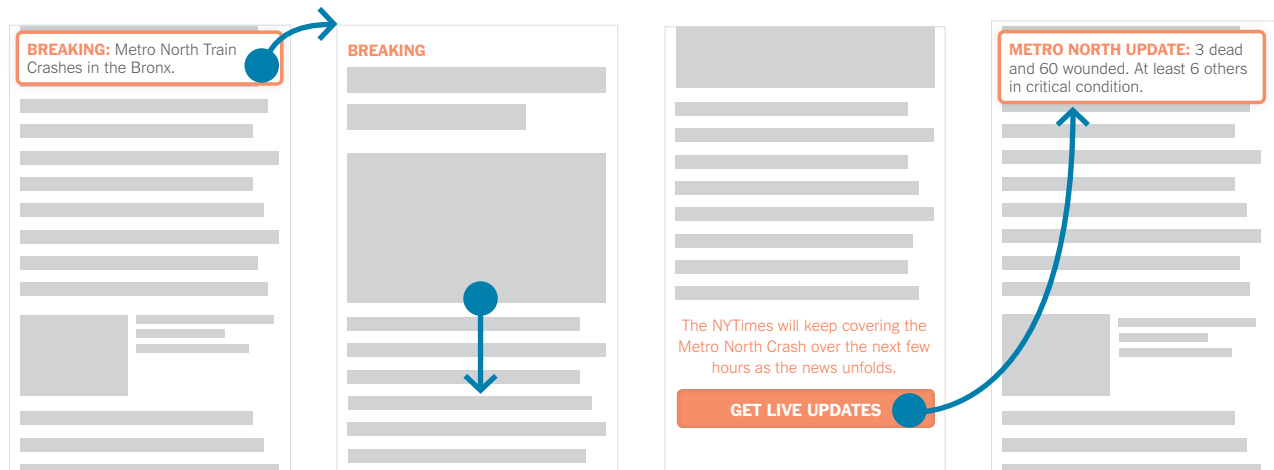 BREAKING: Metro North Train
Crashes in the Bronx.
BREAKING
The NYTimes will keep covering the
Metro North Crash over the next few
hours as the news unfolds.
GET LIVE UPDATES
METRO NORTH UPDATE: 3 dead
and 60 wounded. At least 6 others
in critical condition.